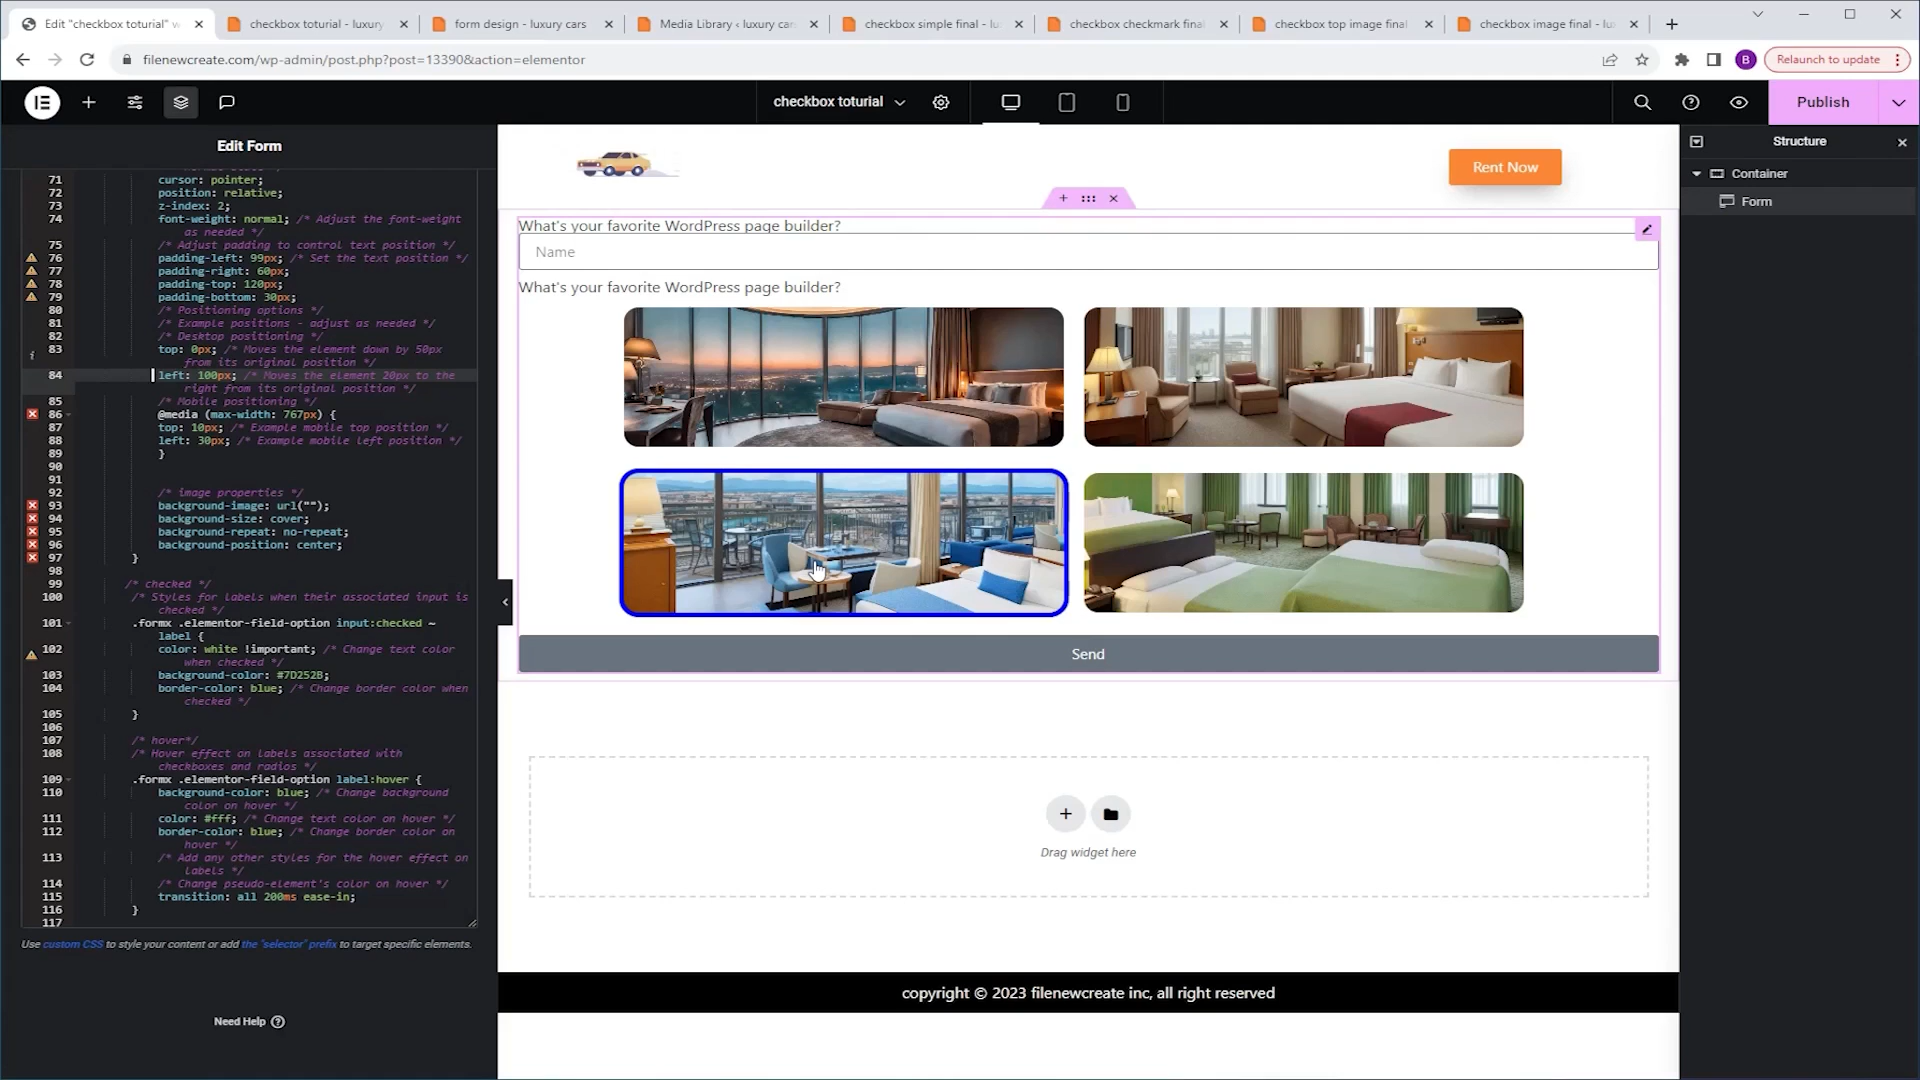 Edit "checkbox toturial" w
checkbox toturial - luxury
form design - luxury cars
Media Library ‹ luxury car
checkbox simple final - lu
checkbox checkmark final
checkbox top image final
checkbox image final - lu
filenewcreate.com/wp-admin/post.php?post=13390&action=elementor
B
Relaunch to update
checkbox toturial
Publish
Edit Form
Structure
Container
Form
71 cursor: pointer;
72 position: relative;
73 z-index: 2;
74 font-weight: normal; /* Adjust the font-weight
as needed */
75 /* Adjust padding to control text position */
76 padding-left: 99px; /* Set the text position */
77 padding-right: 60px;
78 padding-top: 120px;
79 padding-bottom: 30px;
80 /* Positioning options */
81 /* Example positions - adjust as needed */
82 /* Desktop positioning */
83 top: 0px; /* Moves the element down by 50px
from its original position */
84 left: 100px; /* Moves the element 20px to the
right from its original position */
85 /* Mobile positioning */
86 @media (max-width: 767px) {
87 top: 10px; /* Example mobile top position */
88 left: 30px; /* Example mobile left position */
89 }
90
91
92 /* image properties */
93 background-image: url("");
94 background-size: cover;
95 background-repeat: no-repeat;
96 background-position: center;
97 }
98
99 /* checked */
100 /* Styles for labels when their associated input is
checked */
101 .formx .elementor-field-option input:checked ~
label {
102 color: white !important; /* Change text color
when checked */
103 background-color: #7D252B;
104 border-color: blue; /* Change border color when
checked */
105 }
106
107 /* hover*/
108 /* Hover effect on labels associated with
checkboxes and radios */
109 .formx .elementor-field-option label:hover {
110 background-color: blue; /* Change background
color on hover */
111 color: #fff; /* Change text color on hover */
112 border-color: blue; /* Change border color on
hover */
113 /* Add any other styles for the hover effect on
labels */
114 /* Change pseudo-element's color on hover */
115 transition: all 200ms ease-in;
116 }
117
Use custom CSS to style your content or add the "selector" prefix to target specific elements.
Need Help
Rent Now
What's your favorite WordPress page builder?
Name
What's your favorite WordPress page builder?
Send
Drag widget here
copyright © 2023 filenewcreate inc, all right reserved